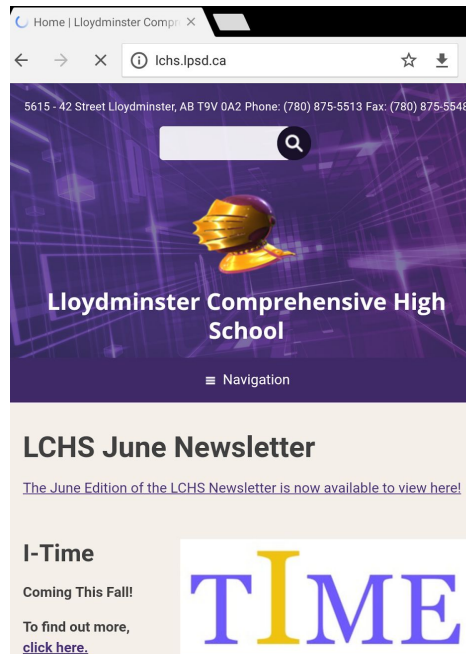 Home | Lloydminster Compr
lchs.lpsd.ca
5615 - 42 Street Lloydminster, AB T9V 0A2 Phone: (780) 875-5513 Fax: (780) 875-5548
Lloydminster Comprehensive High
School
Navigation
LCHS June Newsletter
The June Edition of the LCHS Newsletter is now available to view here!
I-Time
Coming This Fall!
To find out more,
click here.
TIME